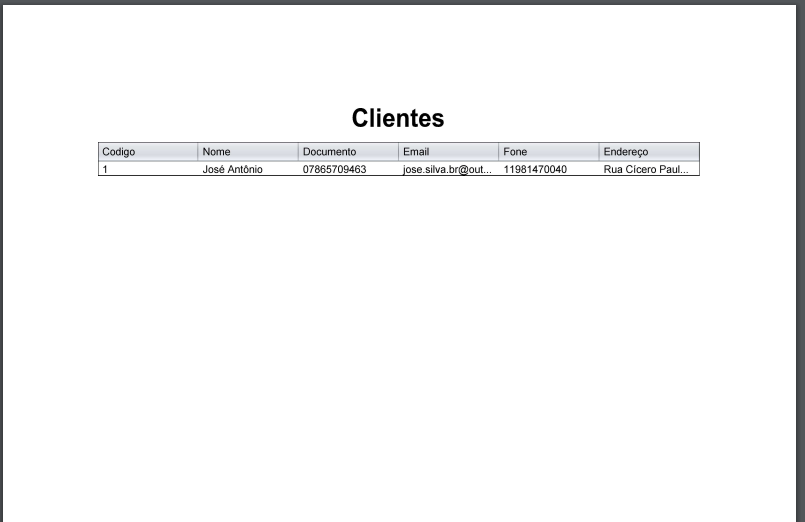 Clientes
Codigo Nome Documento Email Fone Endereço
1 José Antônio 07865709463 jose.silva.br@out... 11981470040 Rua Cícero Paul...